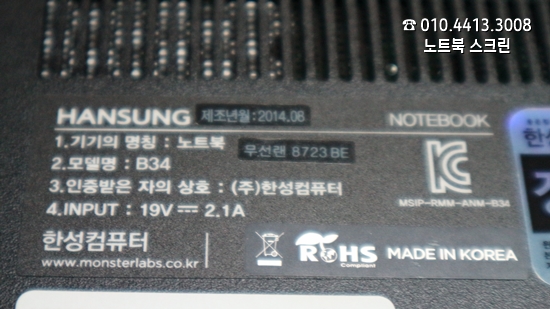 ☎ 010.4413.3008
노트북 스크린
HANSUNG 제조년월:2014.08 NOTEBOOK
1.기기의 명칭 : 노트북 무선랜 8723.BE
2.모델명 : B34
3.인증받은 자의 상호 : (주)한성컴퓨터
MSIP-RMM-ANM-B34
4.INPUT : 19V ⎓ 2.1A
한성컴퓨터
www.monsterlabs.co.kr
RoHS
Compliant
MADE IN KOREA